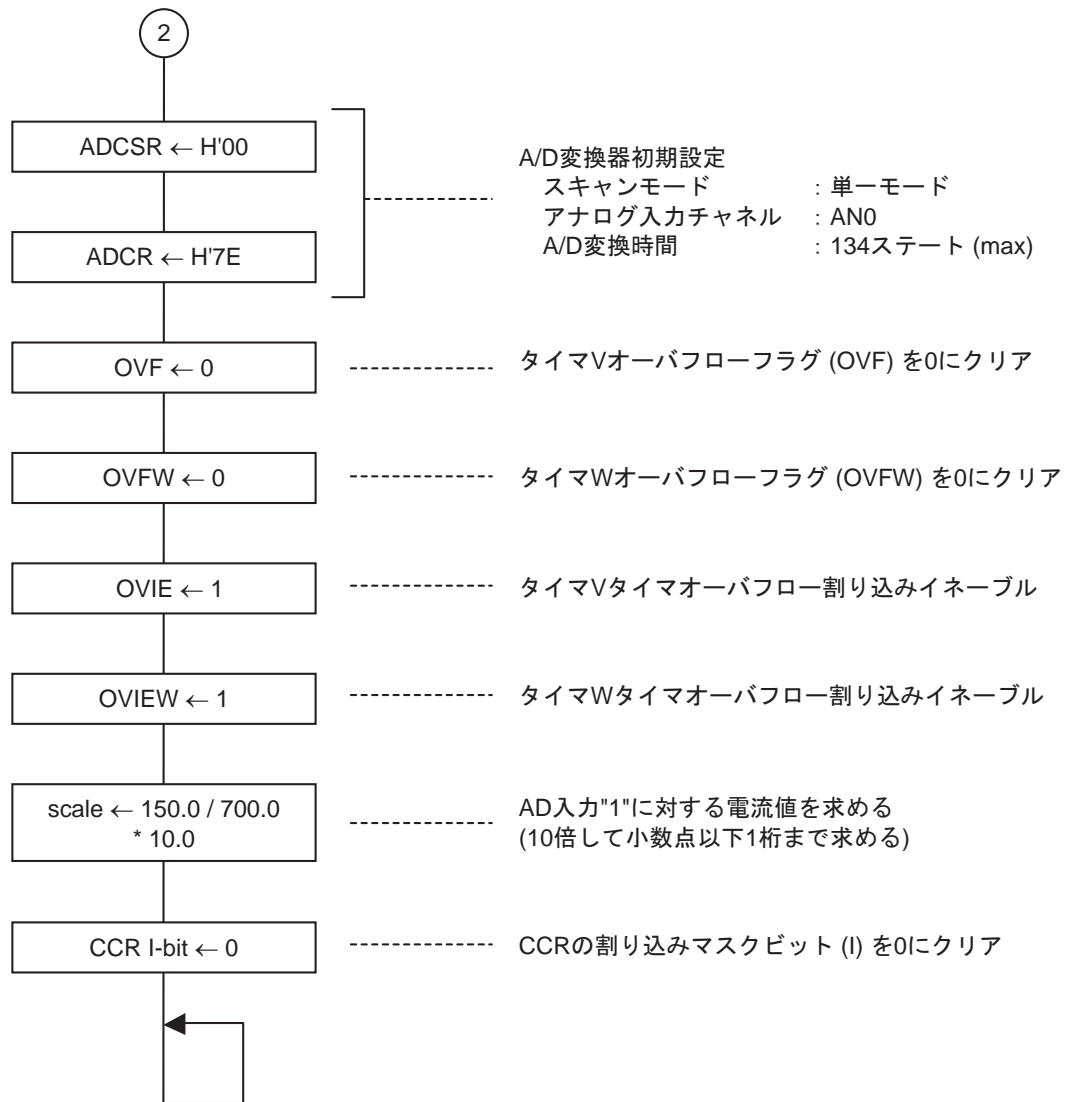 2
ADCSR ← H'00
ADCR ← H'7E
A/D変換器初期設定
スキャンモード : 単一モード
アナログ入力チャネル : AN0
A/D変換時間 : 134ステート (max)
OVF ← 0
タイマVオーバフローフラグ (OVF) を0にクリア
OVFW ← 0
タイマWオーバフローフラグ (OVFW) を0にクリア
OVIE ← 1
タイマVタイマオーバフロー割り込みイネーブル
OVIEW ← 1
タイマWタイマオーバフロー割り込みイネーブル
scale ← 150.0 / 700.0
* 10.0
AD入力"1"に対する電流値を求める
(10倍して小数点以下1桁まで求める)
CCR I-bit ← 0
CCRの割り込みマスクビット (I) を0にクリア